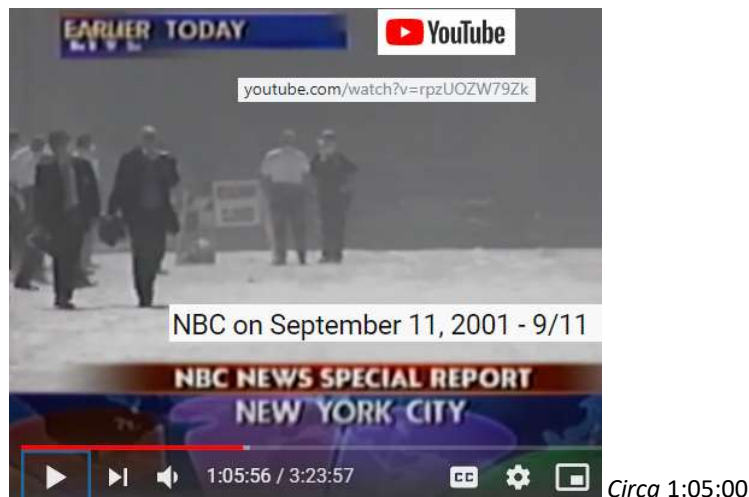 EARLIER TODAY
YouTube
youtube.com/watch?v=rpzUOZW79Zk
NBC on September 11, 2001 - 9/11
NBC NEWS SPECIAL REPORT
NEW YORK CITY
1:05:56 / 3:23:57
CC
Circa 1:05:00